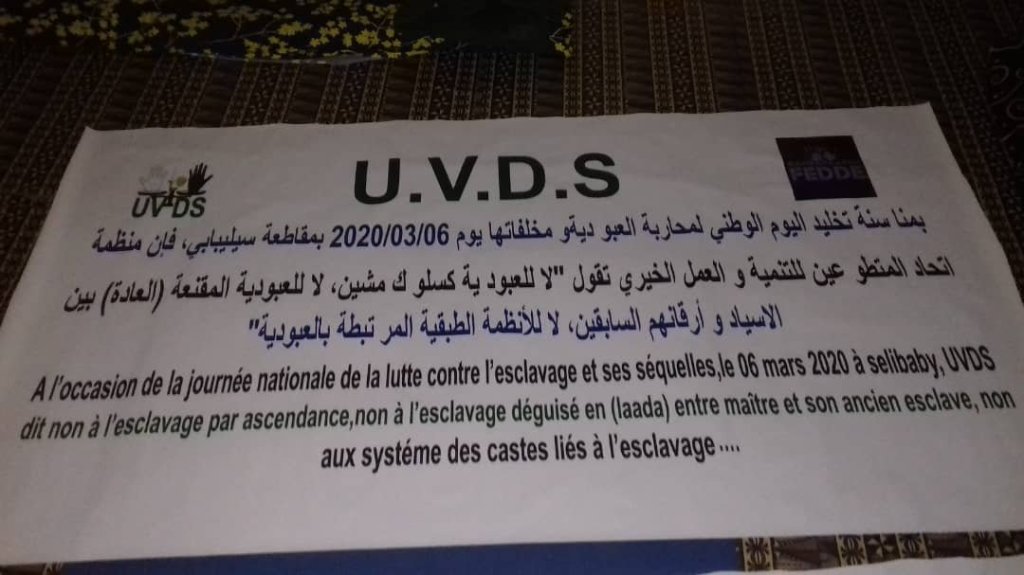 UVDS
U.V.D.S
FEDDE
بمنا سنة تخليد اليوم الوطني لمحاربة العبو ديةو مخلفاتها يوم 2020/03/06 بمقاطعة سيليبابي، فإن منظمة
اتحاد المتطو عين للتنمية و العمل الخيري تقول "لا للعبود ية كسلو ك مشين، لا للعبودية المقنعة (العادة) بين
الاسياد و أرقائهم السابقين، لا للأنظمة الطبقية المر تبطة بالعبودية"
A l'occasion de la journée nationale de la lutte contre l'esclavage et ses séquelles,le 06 mars 2020 à selibaby, UVDS
dit non à l'esclavage par ascendance,non à l'esclavage déguisé en (laada) entre maître et son ancien esclave, non
aux systéme des castes liés à l'esclavage....